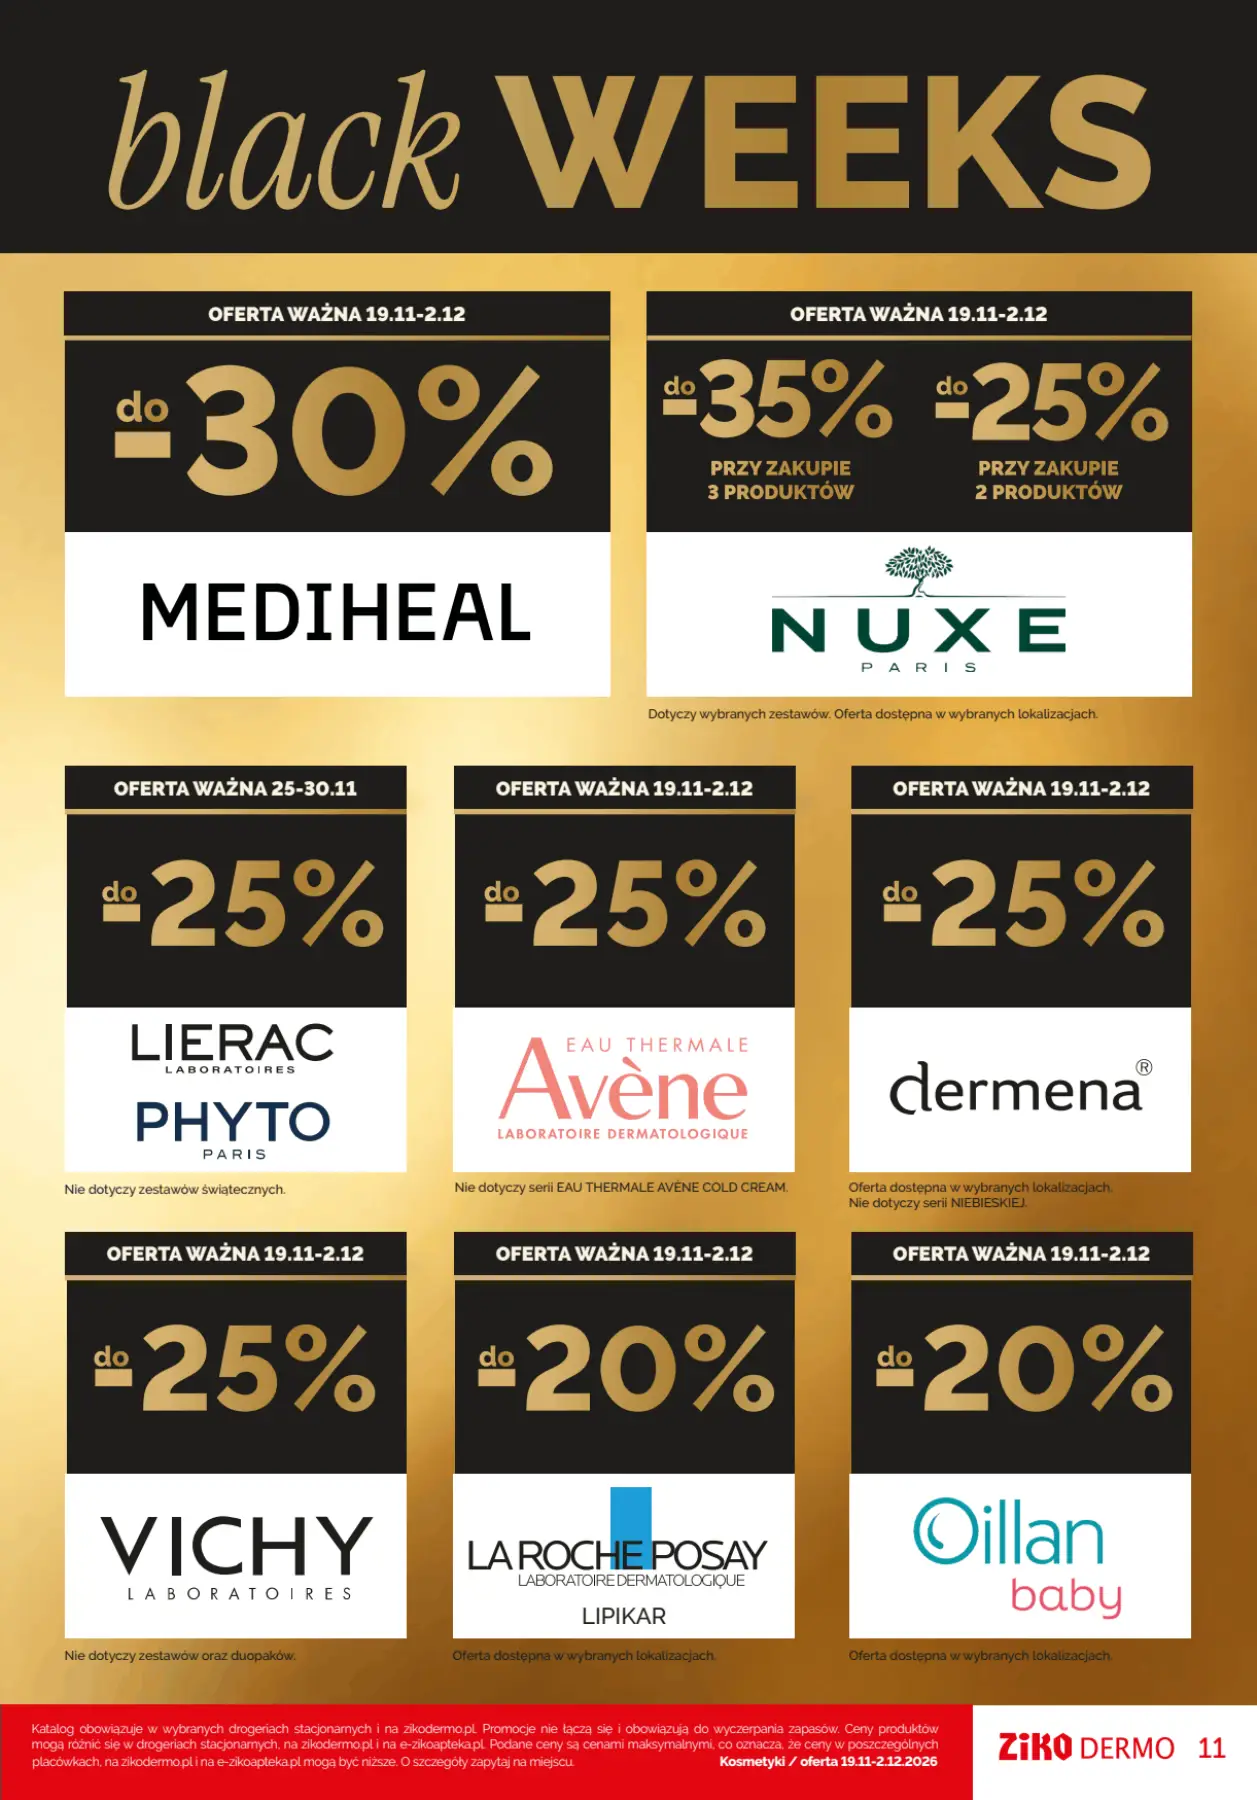 black WEEKS
OFERTA WAŻNA 19.11-2.12
do -30%
MEDIHEAL
OFERTA WAŻNA 19.11-2.12
do -35%
PRZY ZAKUPIE
3 PRODUKTÓW
do -25%
PRZY ZAKUPIE
2 PRODUKTÓW
NUXE
PARIS
Dotyczy wybranych zestawów. Oferta dostępna w wybranych lokalizacjach.
OFERTA WAŻNA 25-30.11
do -25%
LIERAC
LABORATOIRES
PHYTO
PARIS
Nie dotyczy zestawów świątecznych.
OFERTA WAŻNA 19.11-2.12
do -25%
EAU THERMALE
Avène
LABORATOIRE DERMATOLOGIQUE
Nie dotyczy serii EAU THERMALE AVÈNE COLD CREAM.
OFERTA WAŻNA 19.11-2.12
do -25%
dermena®
Oferta dostępna w wybranych lokalizacjach.
Nie dotyczy serii NIEBIESKIEJ.
OFERTA WAŻNA 19.11-2.12
do -25%
VICHY
LABORATOIRES
Nie dotyczy zestawów oraz duopaków.
OFERTA WAŻNA 19.11-2.12
do -20%
LA ROCHE POSAY
LABORATOIRE DERMATOLOGIQUE
LIPIKAR
Oferta dostępna w wybranych lokalizacjach.
OFERTA WAŻNA 19.11-2.12
do -20%
Oillan
baby
Oferta dostępna w wybranych lokalizacjach.
Katalog obowiązuje w wybranych drogeriach stacjonarnych i na zikodermo.pl. Promocje nie łączą się i obowiązują do wyczerpania zapasów. Ceny produktów
mogą różnić się w drogeriach stacjonarnych, na zikodermo.pl i na e-zikoapteka.pl. Podane ceny są cenami maksymalnymi, co oznacza, że ceny w poszczególnych
placówkach, na zikodermo.pl i na e-zikoapteka.pl mogą być niższe. O szczegóły zapytaj na miejscu. Kosmetyki / oferta 19.11-2.12.2026
ZIKO DERMO 11